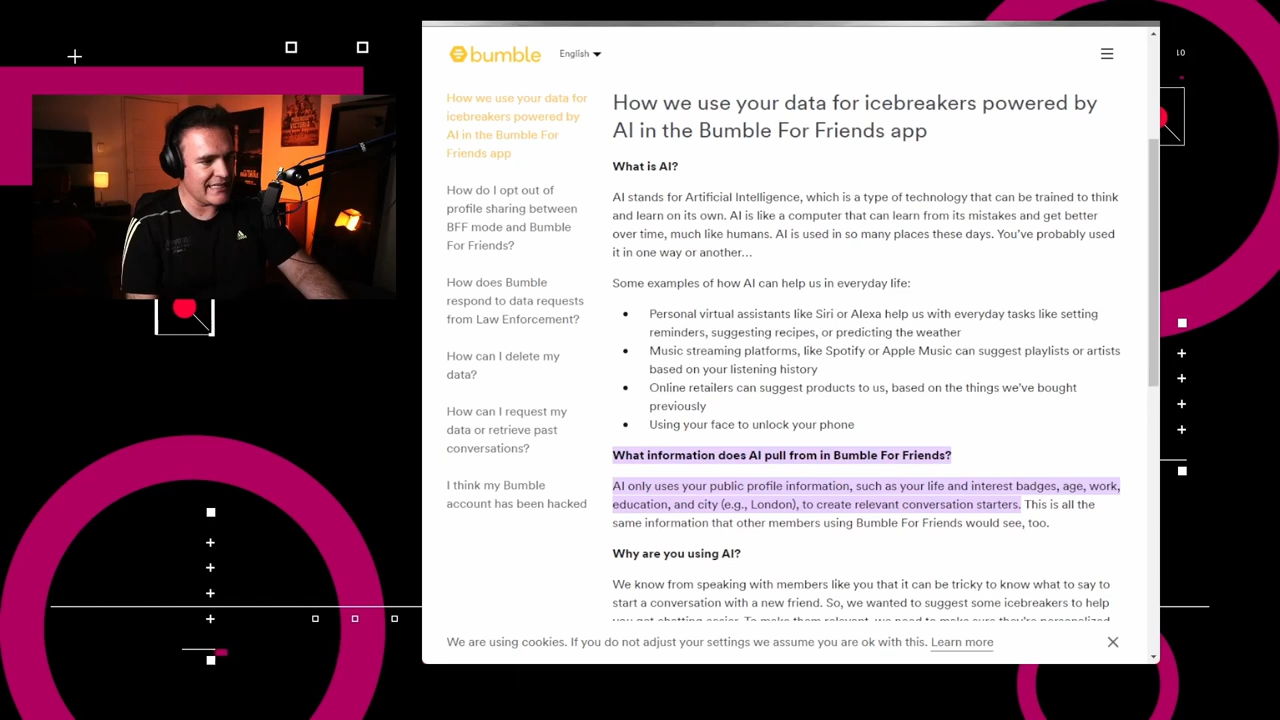 bumble
English
How we use your data for
icebreakers powered by
AI in the Bumble For
Friends app
How do I opt out of
profile sharing between
BFF mode and Bumble
For Friends?
How does Bumble
respond to data requests
from Law Enforcement?
How can I delete my
data?
How can I request my
data or retrieve past
conversations?
I think my Bumble
account has been hacked
How we use your data for icebreakers powered by
AI in the Bumble For Friends app
What is AI?
AI stands for Artificial Intelligence, which is a type of technology that can be trained to think
and learn on its own. AI is like a computer that can learn from its mistakes and get better
over time, much like humans. AI is used in so many places these days. You've probably used
it in one way or another…
Some examples of how AI can help us in everyday life:
Personal virtual assistants like Siri or Alexa help us with everyday tasks like setting
reminders, suggesting recipes, or predicting the weather
Music streaming platforms, like Spotify or Apple Music can suggest playlists or artists
based on your listening history
Online retailers can suggest products to us, based on the things we've bought
previously
Using your face to unlock your phone
What information does AI pull from in Bumble For Friends?
AI only uses your public profile information, such as your life and interest badges, age, work,
education, and city (e.g., London), to create relevant conversation starters. This is all the
same information that other members using Bumble For Friends would see, too.
Why are you using AI?
We know from speaking with members like you that it can be tricky to know what to say to
start a conversation with a new friend. So, we wanted to suggest some icebreakers to help
you get chatting easier. To make them relevant, we need to make sure they're personalized
We are using cookies. If you do not adjust your settings we assume you are ok with this. Learn more